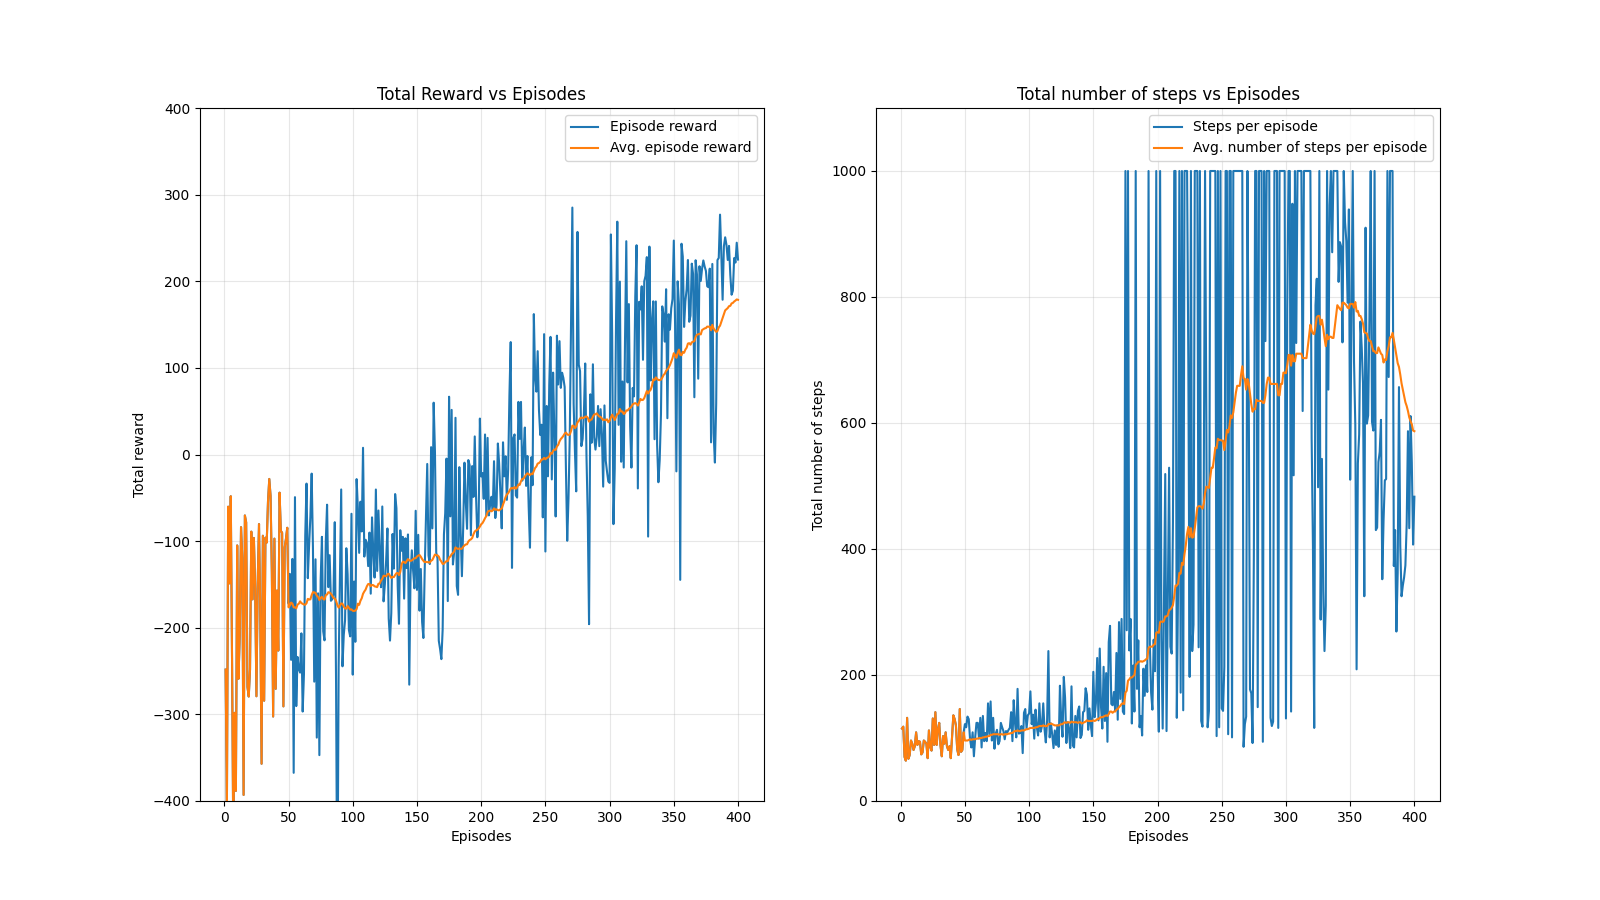 Total Reward vs Episodes
400
300
200
100
0
−100
−200
−300
−400
Total reward
Episode reward
Avg. episode reward
0 50 100 150 200 250 300 350 400
Episodes
Total number of steps vs Episodes
1000
800
600
400
200
0
Total number of steps
Steps per episode
Avg. number of steps per episode
0 50 100 150 200 250 300 350 400
Episodes